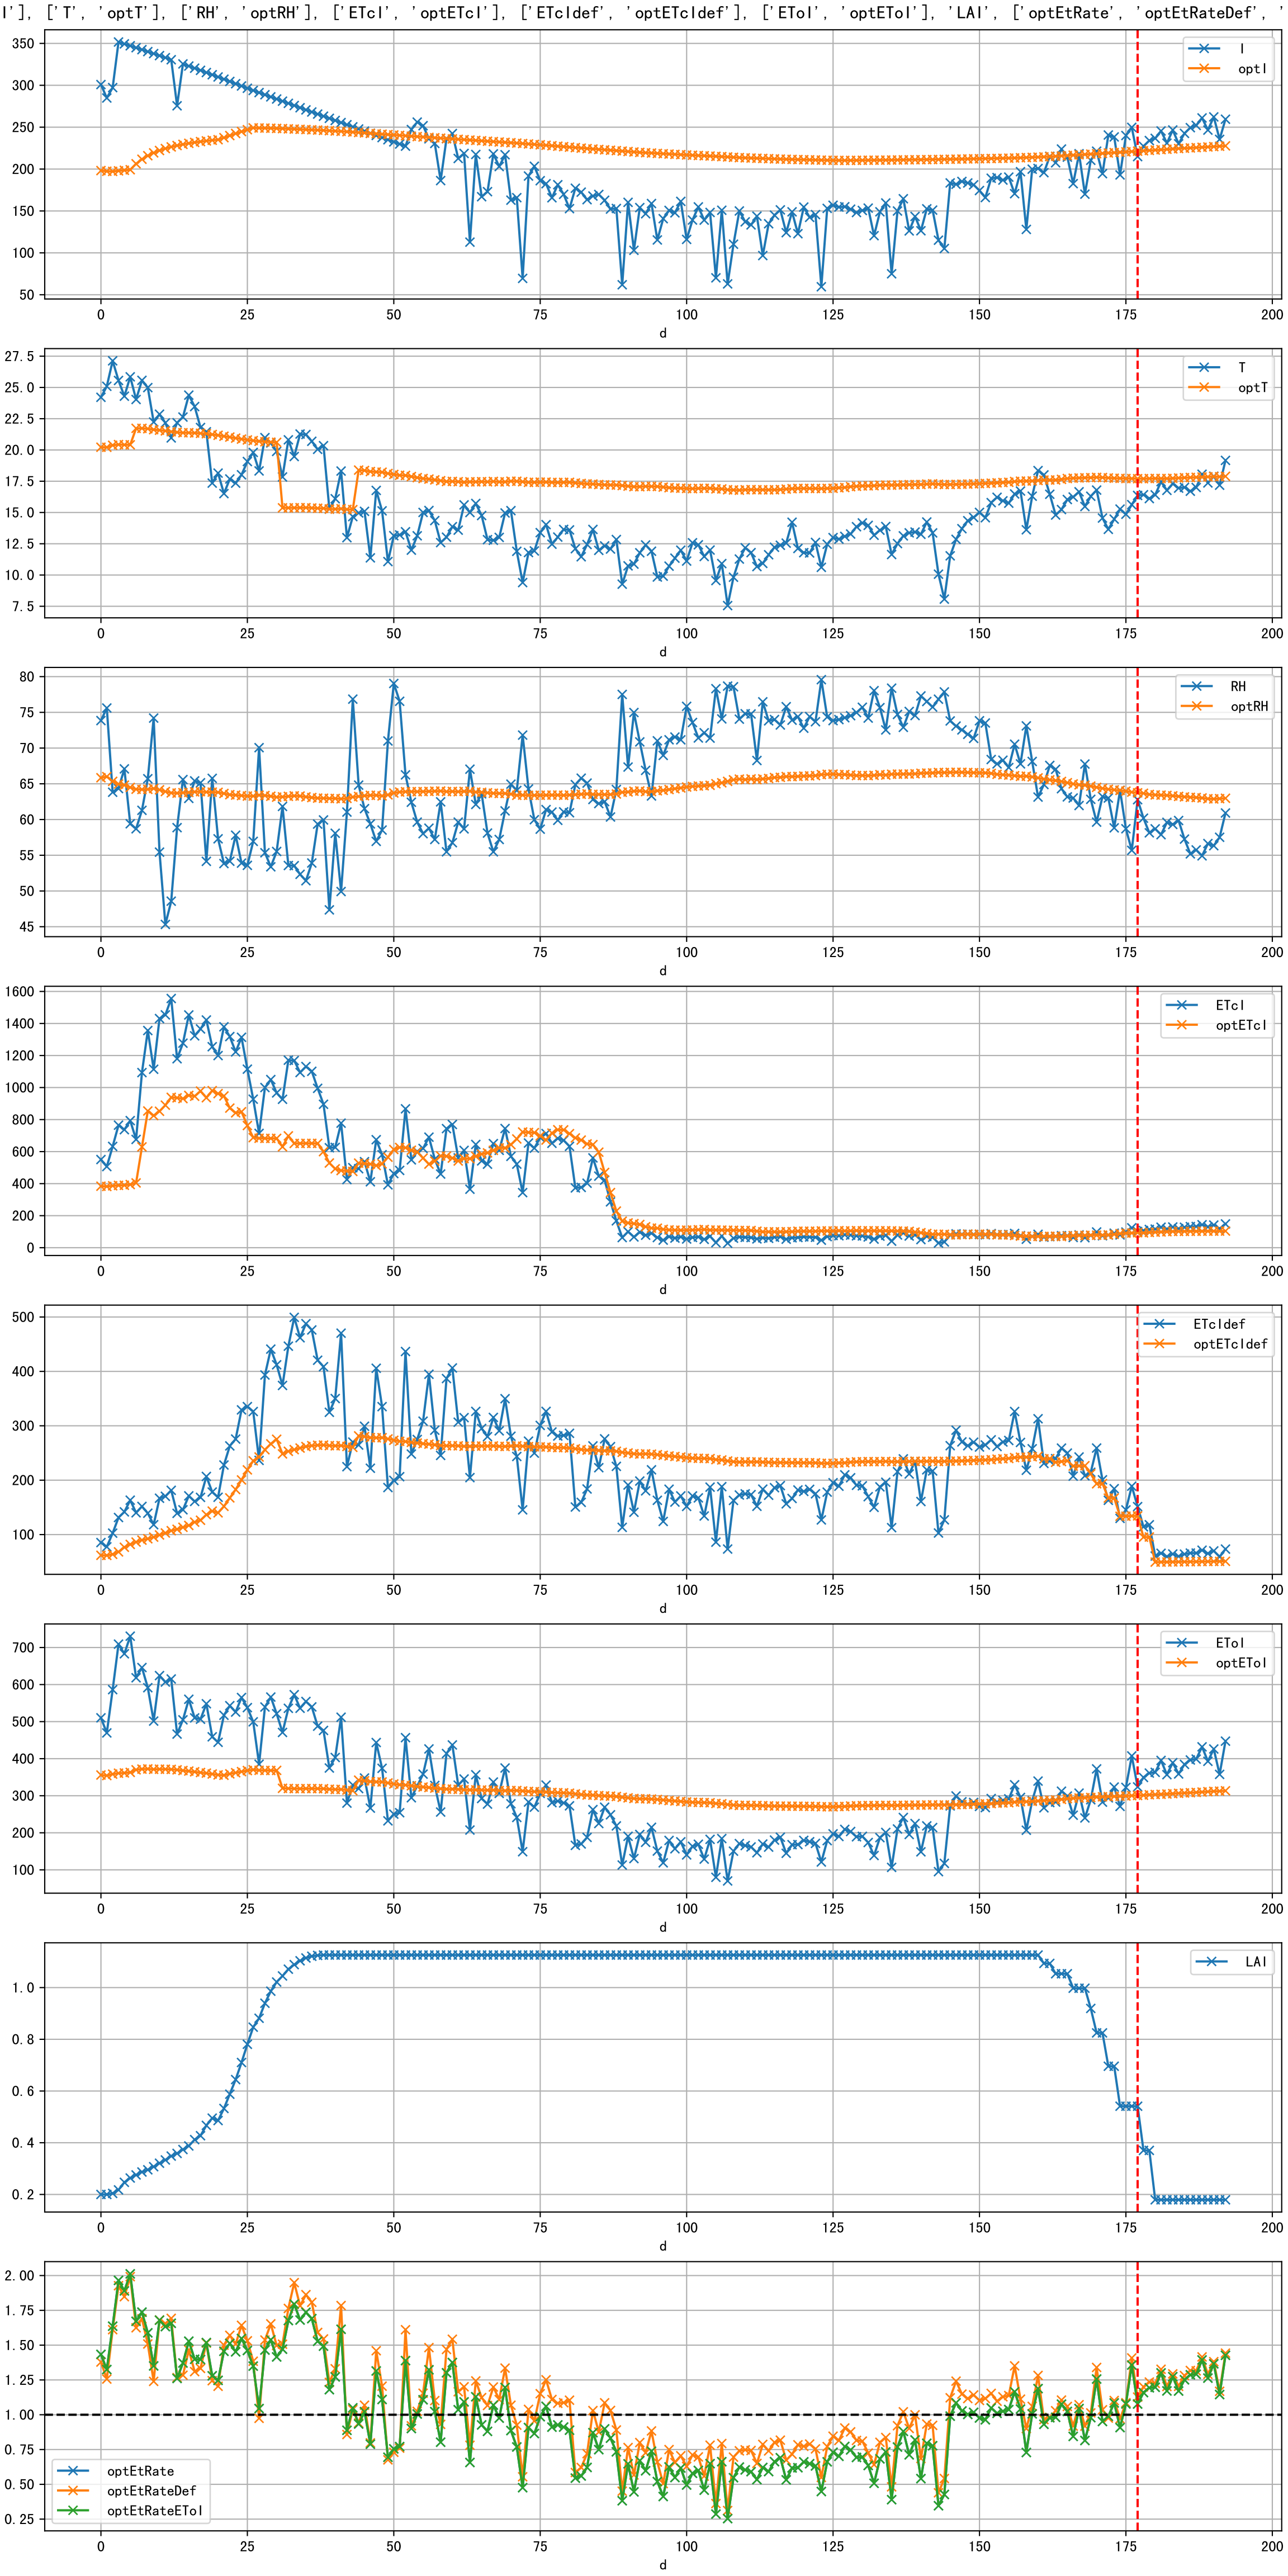 I'], ['T', 'optT'], ['RH', 'optRH'], ['ETcI', 'optETcI'], ['ETcIdef', 'optETcIdef'], ['EToI', 'optEToI'], 'LAI', ['optEtRate', 'optEtRateDef', '
350
300
250
200
150
100
50
I
optI
0 25 50 75 100 125 150 175 200
d
27.5
25.0
22.5
20.0
17.5
15.0
12.5
10.0
7.5
T
optT
0 25 50 75 100 125 150 175 200
d
80
75
70
65
60
55
50
45
RH
optRH
0 25 50 75 100 125 150 175 200
d
1600
1400
1200
1000
800
600
400
200
0
ETcI
optETcI
0 25 50 75 100 125 150 175 200
d
500
400
300
200
100
ETcIdef
optETcIdef
0 25 50 75 100 125 150 175 200
d
700
600
500
400
300
200
100
EToI
optEToI
0 25 50 75 100 125 150 175 200
d
1.0
0.8
0.6
0.4
0.2
LAI
0 25 50 75 100 125 150 175 200
d
2.00
1.75
1.50
1.25
1.00
0.75
0.50
0.25
optEtRate
optEtRateDef
optEtRateEToI
0 25 50 75 100 125 150 175 200
d